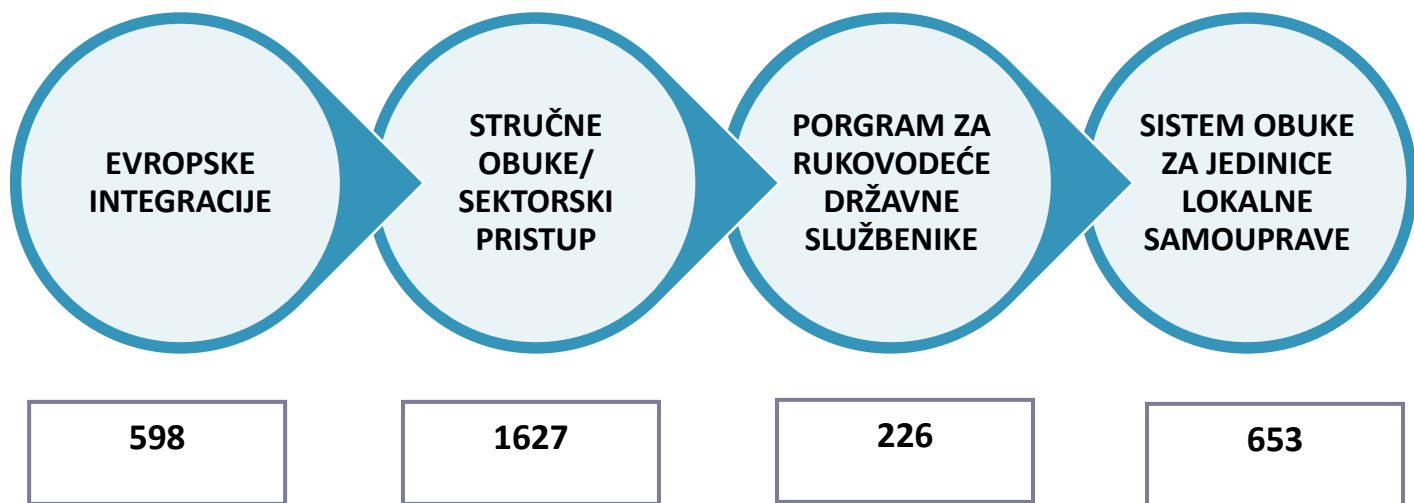 EVROPSKE
INTEGRACIJE
STRUČNE
OBUKE/
SEKTORSKI
PRISTUP
PORGRAM ZA
RUKOVODEĆE
DRŽAVNE
SLUŽBENIKE
SISTEM OBUKE
ZA JEDINICE
LOKALNE
SAMOUPRAVE
598
1627
226
653